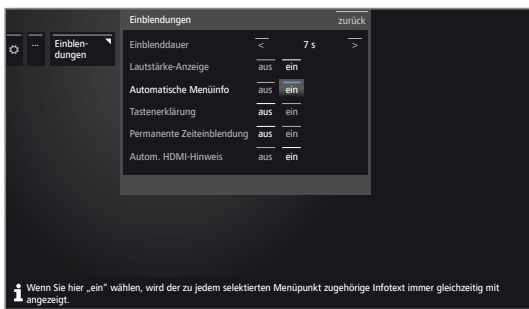 Einblendungen zurück
... Einblen-
dungen
Einblenddauer < 7 s >
Lautstärke-Anzeige aus ein
Automatische Menüinfo aus ein
Tastenerklärung aus ein
Permanente Zeiteinblendung aus ein
Autom. HDMI-Hinweis aus ein
i Wenn Sie hier „ein“ wählen, wird der zu jedem selektierten Menüpunkt zugehörige Infotext immer gleichzeitig mit
angezeigt.